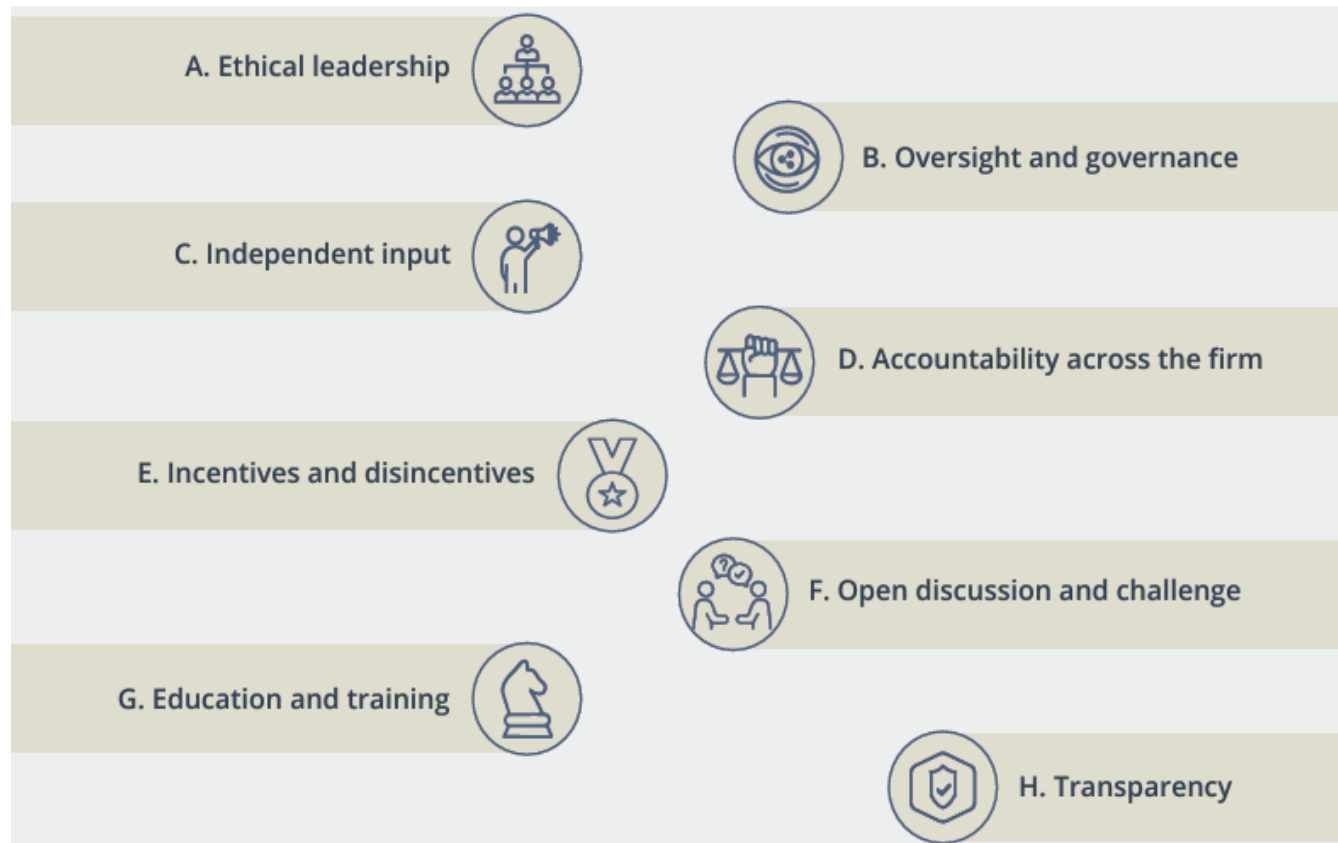 A. Ethical leadership
B. Oversight and governance
C. Independent input
D. Accountability across the firm
E. Incentives and disincentives
F. Open discussion and challenge
G. Education and training
H. Transparency